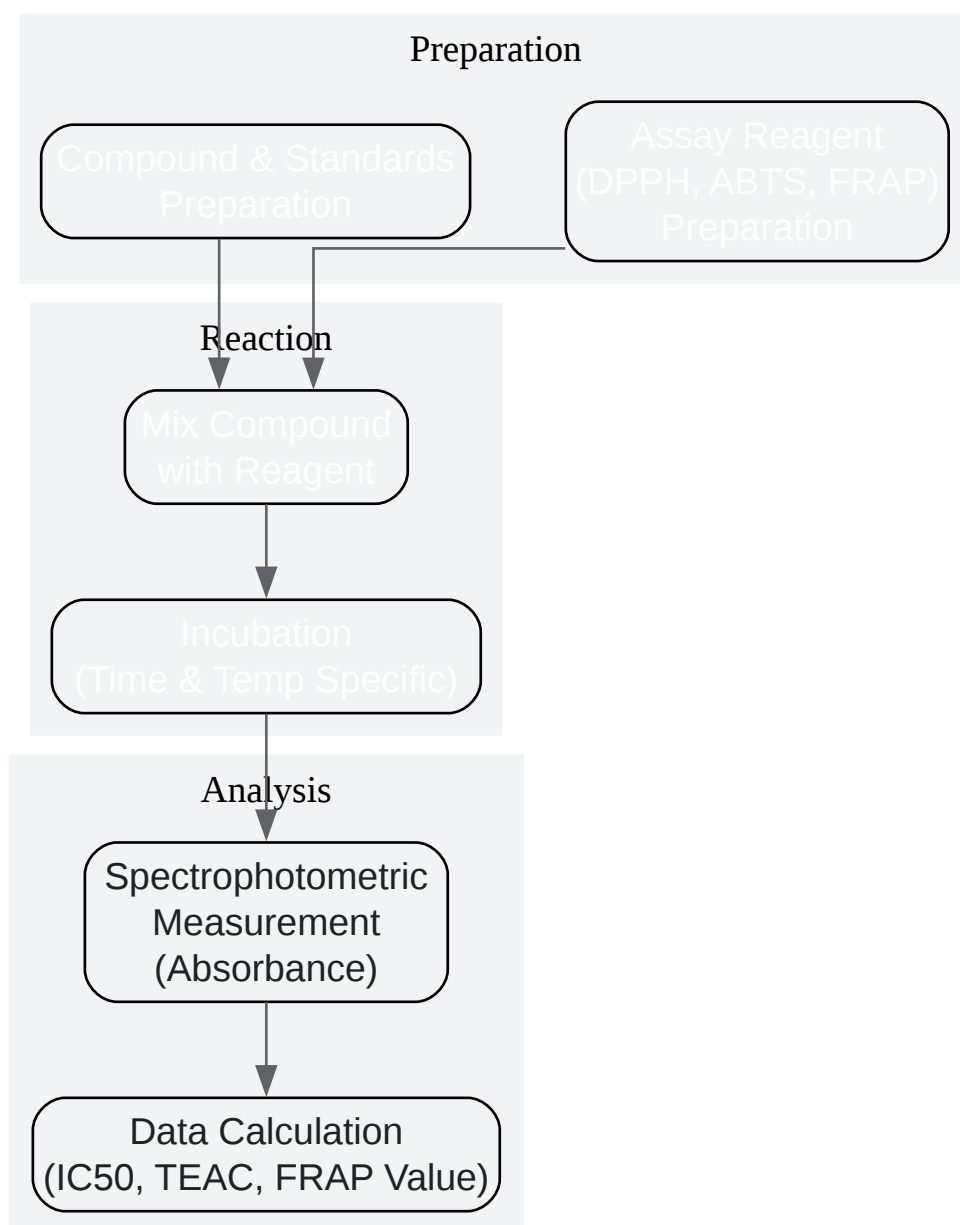 Preparation
Compound & Standards
Preparation
Assay Reagent
(DPPH, ABTS, FRAP)
Preparation
Reaction
Mix Compound
with Reagent
Incubation
(Time & Temp Specific)
Analysis
Spectrophotometric
Measurement
(Absorbance)
Data Calculation
(IC50, TEAC, FRAP Value)